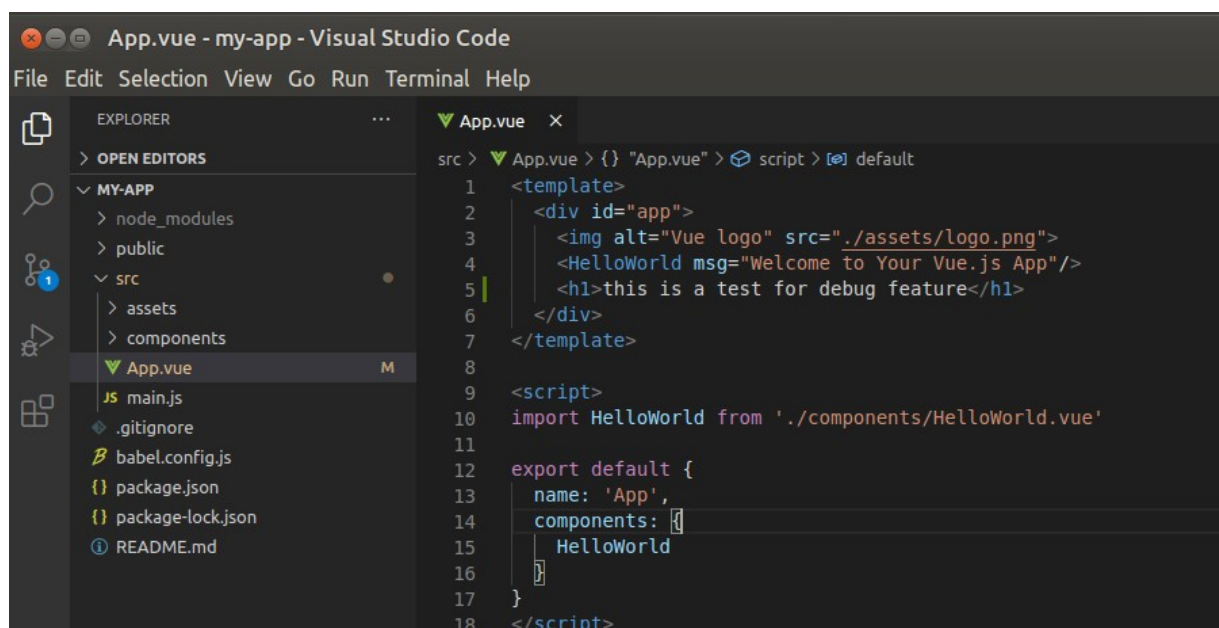 App.vue - my-app - Visual Studio Code
File Edit Selection View Go Run Terminal Help
EXPLORER ···
> OPEN EDITORS
MY-APP
> node_modules
> public
src
> assets
> components
App.vue M
JS main.js
.gitignore
babel.config.js
{} package.json
{} package-lock.json
README.md
1
App.vue ×
src > App.vue > {} "App.vue" > script > default
1 <template>
2 <div id="app">
3 <img alt="Vue logo" src="./assets/logo.png">
4 <HelloWorld msg="Welcome to Your Vue.js App"/>
5 <h1>this is a test for debug feature</h1>
6 </div>
7 </template>
8
9 <script>
10 import HelloWorld from './components/HelloWorld.vue'
11
12 export default {
13 name: 'App',
14 components: {
15 HelloWorld
16 }
17 }
18 </script>